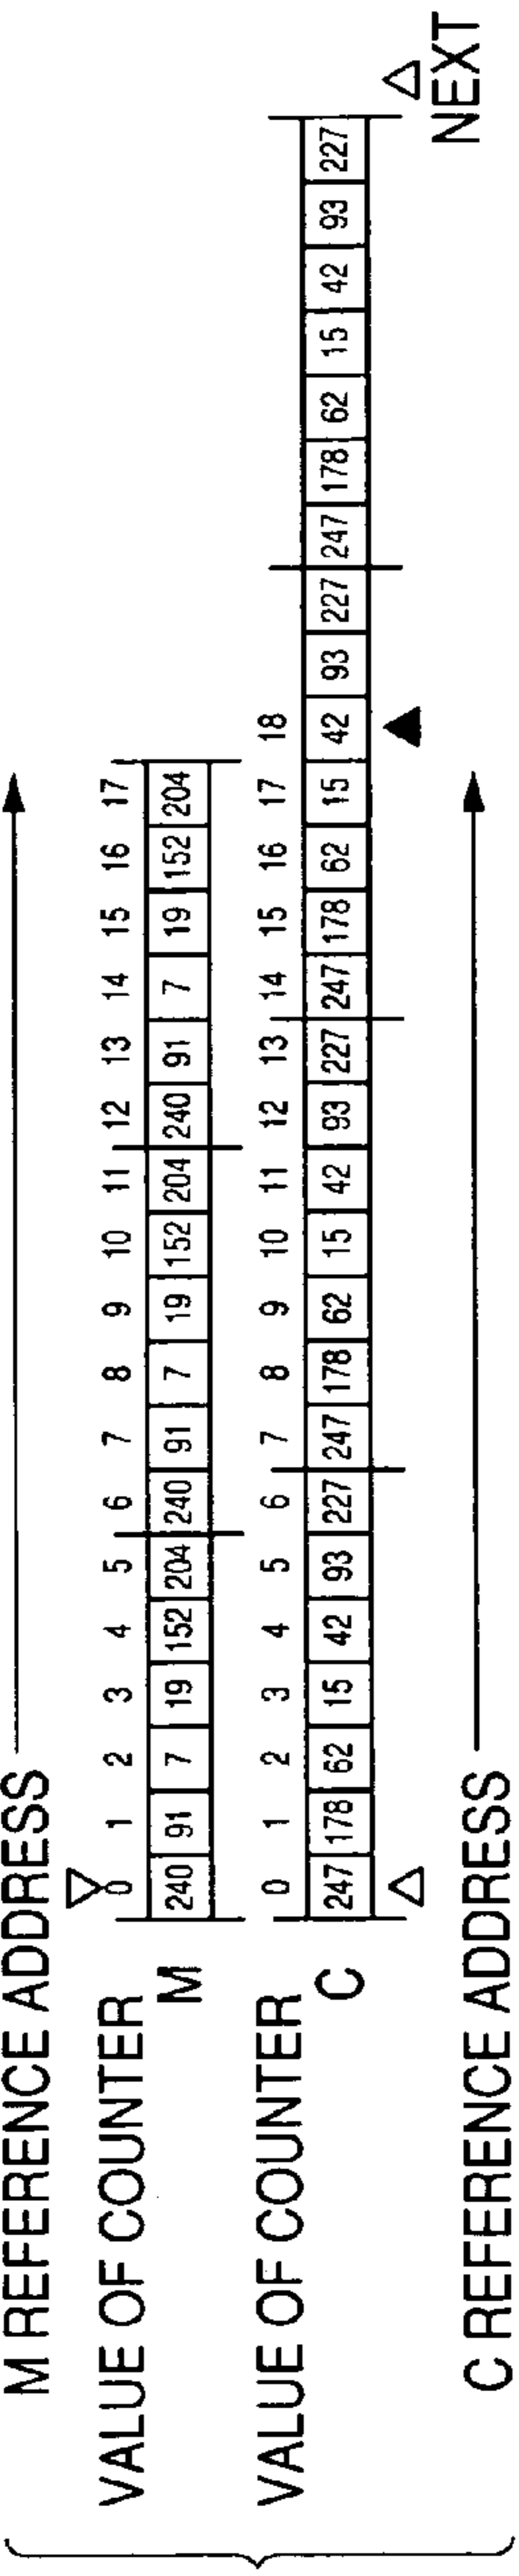 M REFERENCE ADDRESS
VALUE OF COUNTER 0 1 2 3 4 5 6 7 8 9 10 11 12 13 14 15 16 17
M 240 91 7 19 152 204 240 91 7 19 152 204 240 91 7 19 152 204
VALUE OF COUNTER 0 1 2 3 4 5 6 7 8 9 10 11 12 13 14 15 16 17 18
C 247 178 62 15 42 93 227 247 178 62 15 42 93 227 247 178 62 15 42 93 227 247 178 62 15 42 93 227
NEXT
C REFERENCE ADDRESS